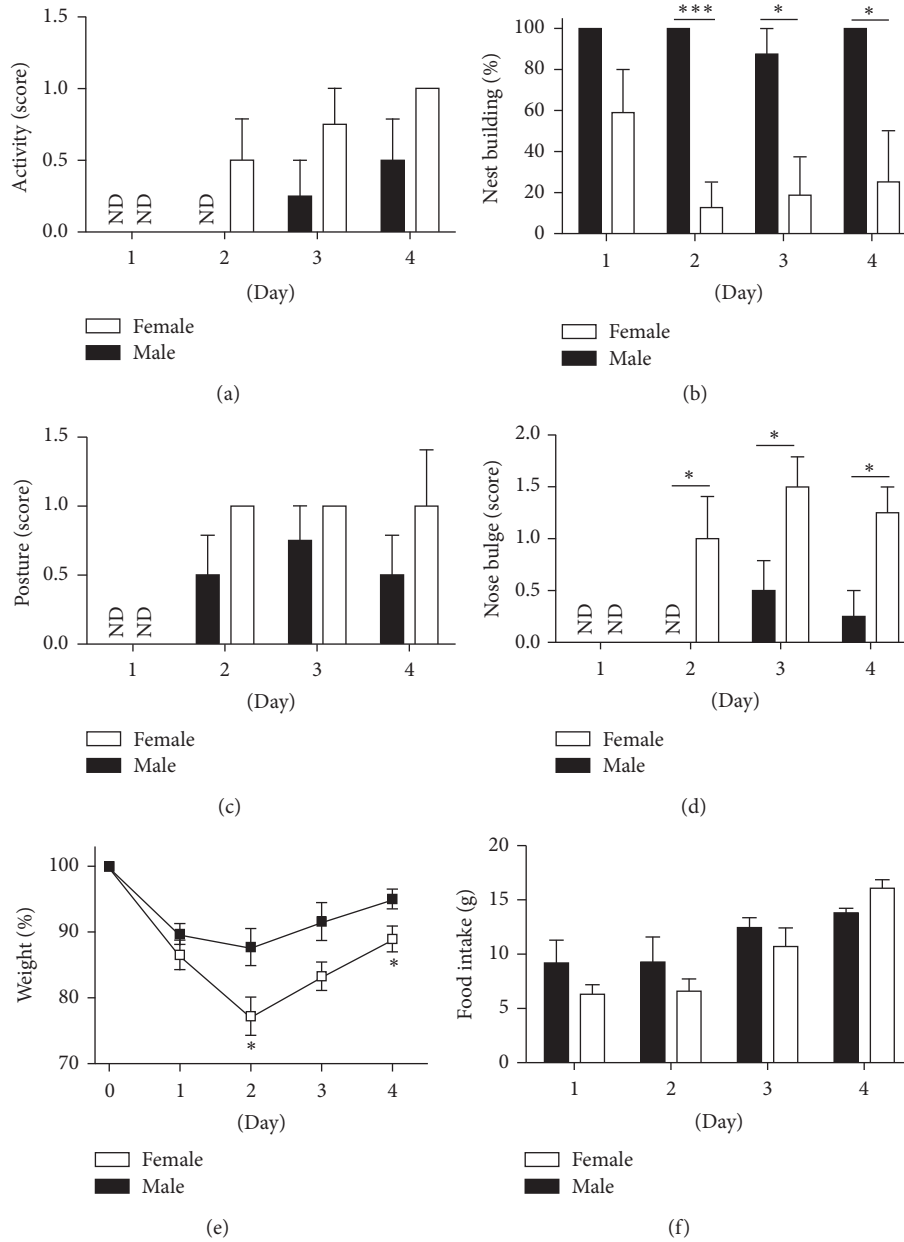 1.5
1.0
0.5
0.0
Activity (score)
ND
ND
ND
1 2 3 4
(Day)
Female
Male
(a)
100
80
60
40
20
0
Nest building (%)
***
*
*
1 2 3 4
(Day)
Female
Male
(b)
1.5
1.0
0.5
0.0
Posture (score)
ND
ND
1 2 3 4
(Day)
Female
Male
(c)
2.0
1.5
1.0
0.5
0.0
Nose bulge (score)
ND
ND
ND
*
*
*
1 2 3 4
(Day)
Female
Male
(d)
100
90
80
70
Weight (%)
*
*
0 1 2 3 4
(Day)
Female
Male
(e)
20
15
10
5
0
Food intake (g)
1 2 3 4
(Day)
Female
Male
(f)